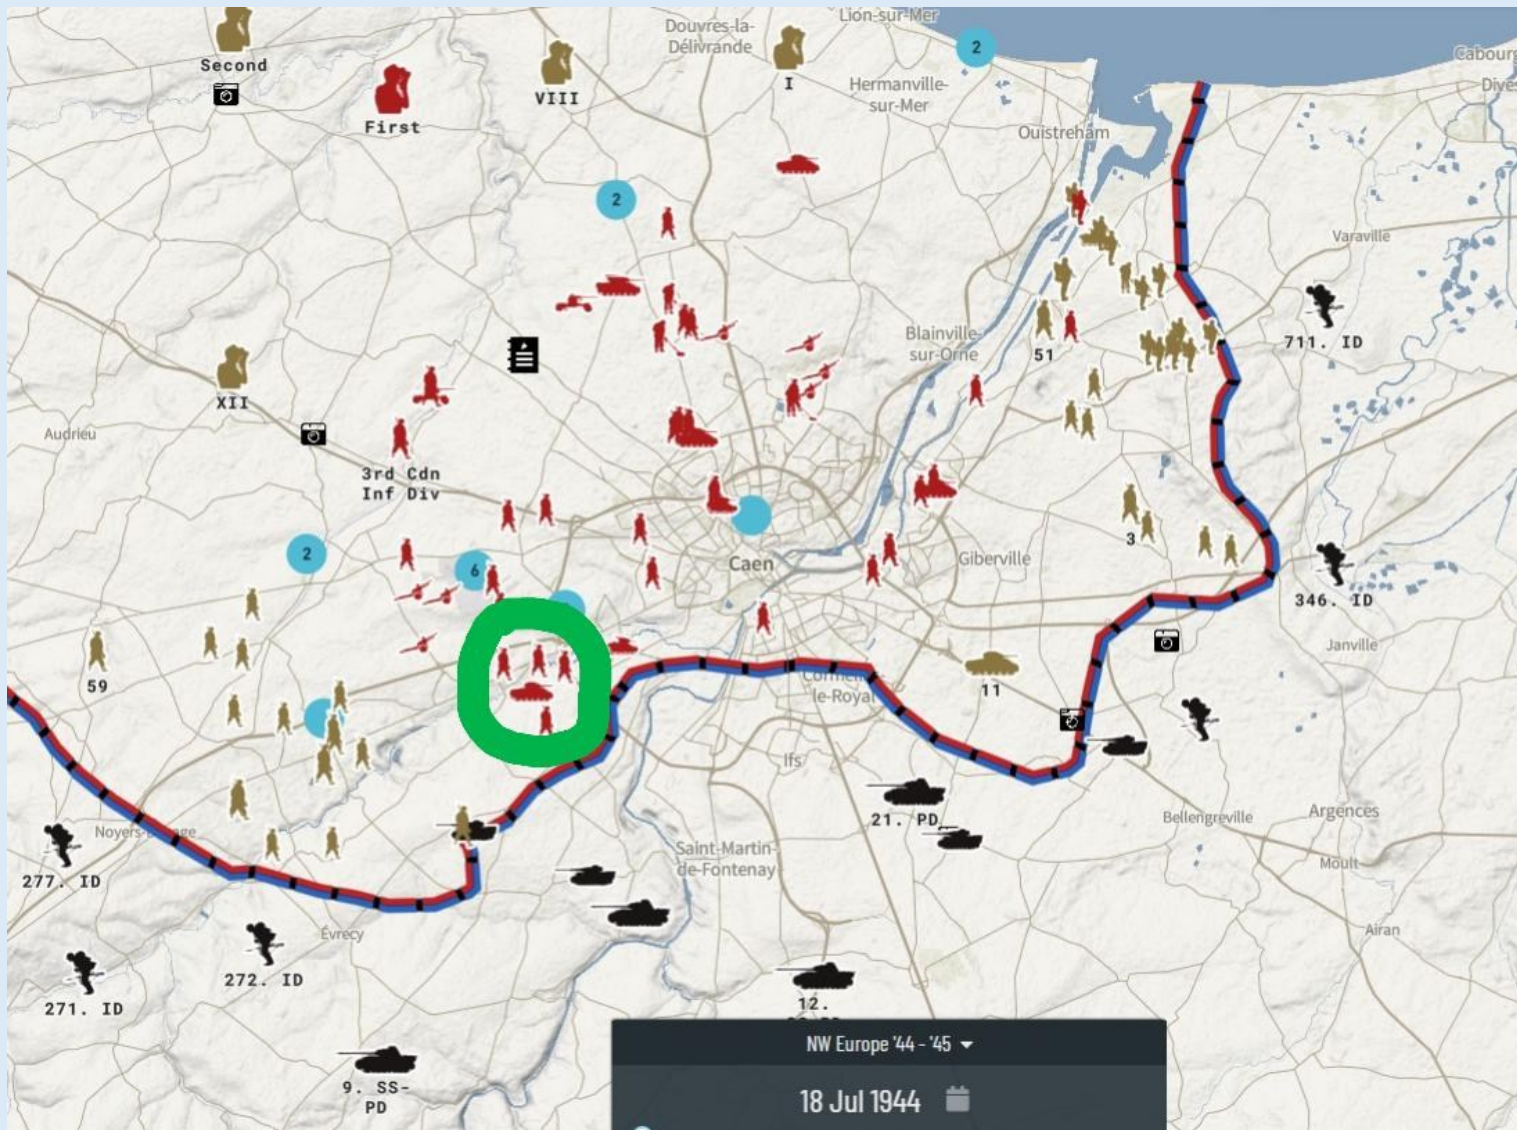 Lion-sur-Mer
Douvres-la-
Délivrande
Second
VIII
I
2
Cabourg
Hermanville-
sur-Mer
First
Ouistreham
2
Varaville
Blainville-
sur-Orne
51
711. ID
XII
Audrieu
3rd Cdn
Inf Div
3
Giberville
2
6
Caen
346. ID
Janville
59
11
le-Royal
Ifs
21. PD
Bellengreville
Argences
Moult
277. ID
Saint-Martin-
de-Fontenay
Évrecy
Airan
272. ID
271. ID
12.
9. SS-
PD
NW Europe '44 - '45
18 Jul 1944